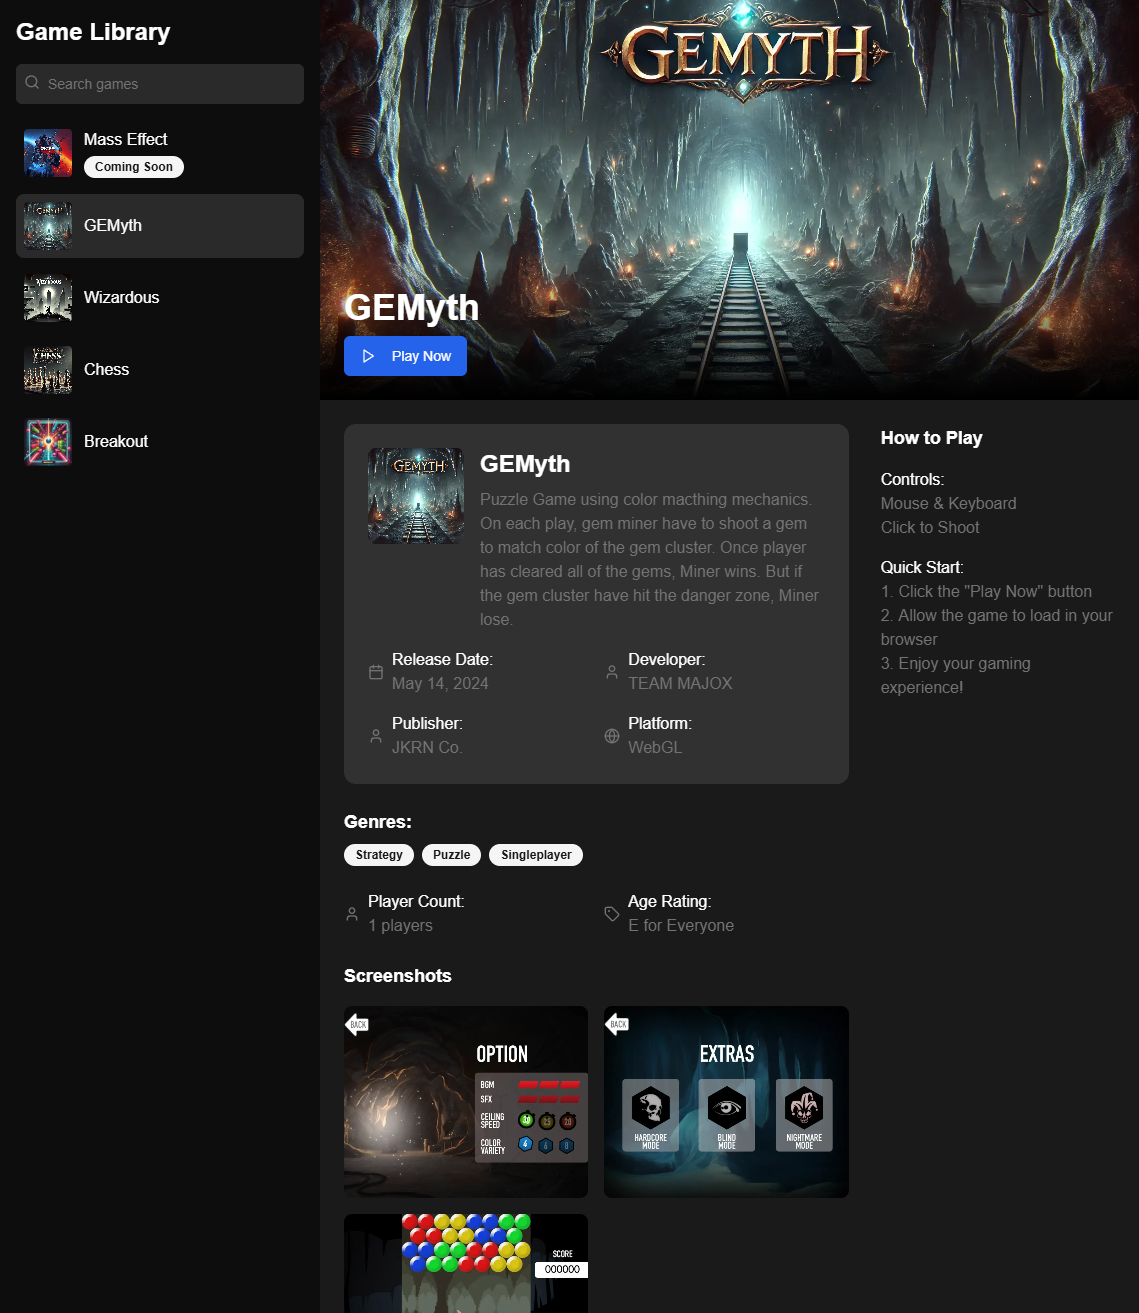 Game Library
Search games
Mass Effect
Coming Soon
GEMyth
Wizardous
Chess
Breakout
GEMYTH
GEMyth
Play Now
GEMYTH
GEMyth
Puzzle Game using color macthing mechanics.
On each play, gem miner have to shoot a gem
to match color of the gem cluster. Once player
has cleared all of the gems, Miner wins. But if
the gem cluster have hit the danger zone, Miner
lose.
Release Date:
May 14, 2024
Developer:
TEAM MAJOX
Publisher:
JKRN Co.
Platform:
WebGL
How to Play
Controls:
Mouse & Keyboard
Click to Shoot
Quick Start:
1. Click the "Play Now" button
2. Allow the game to load in your
browser
3. Enjoy your gaming
experience!
Genres:
Strategy
Puzzle
Singleplayer
Player Count:
1 players
Age Rating:
E for Everyone
Screenshots
BACK
OPTION
BGM
SFX
CEILING
SPEED
COLOR
VARIETY
4
6
8
BACK
EXTRAS
HARDCORE
MODE
BLIND
MODE
NIGHTMARE
MODE
SCORE
000000